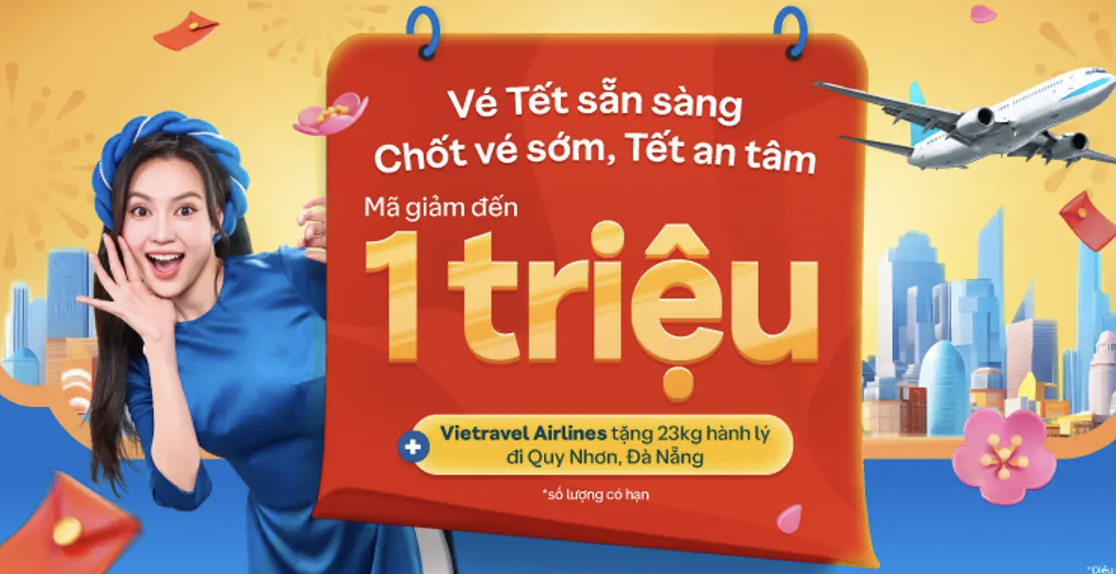 Vé Tết sẵn sàng
Chốt vé sớm, Tết an tâm
Mã giảm đến
1 triệu
Vietravel Airlines tặng 23kg hành lý
đi Quy Nhơn, Đà Nẵng
*số lượng có hạn